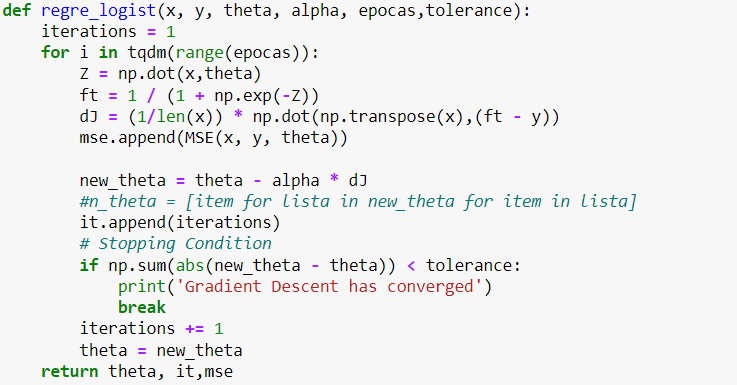 def regre_logist(x, y, theta, alpha, epocas,tolerance):
    iterations = 1
    for i in tqdm(range(epocas)):
        Z = np.dot(x,theta)
        ft = 1 / (1 + np.exp(-Z))
        dJ = (1/len(x)) * np.dot(np.transpose(x),(ft - y))
        mse.append(MSE(x, y, theta))

        new_theta = theta - alpha * dJ
        #n_theta = [item for lista in new_theta for item in lista]
        it.append(iterations)
        # Stopping Condition
        if np.sum(abs(new_theta - theta)) < tolerance:
            print('Gradient Descent has converged')
            break
        iterations += 1
        theta = new_theta
    return theta, it,mse